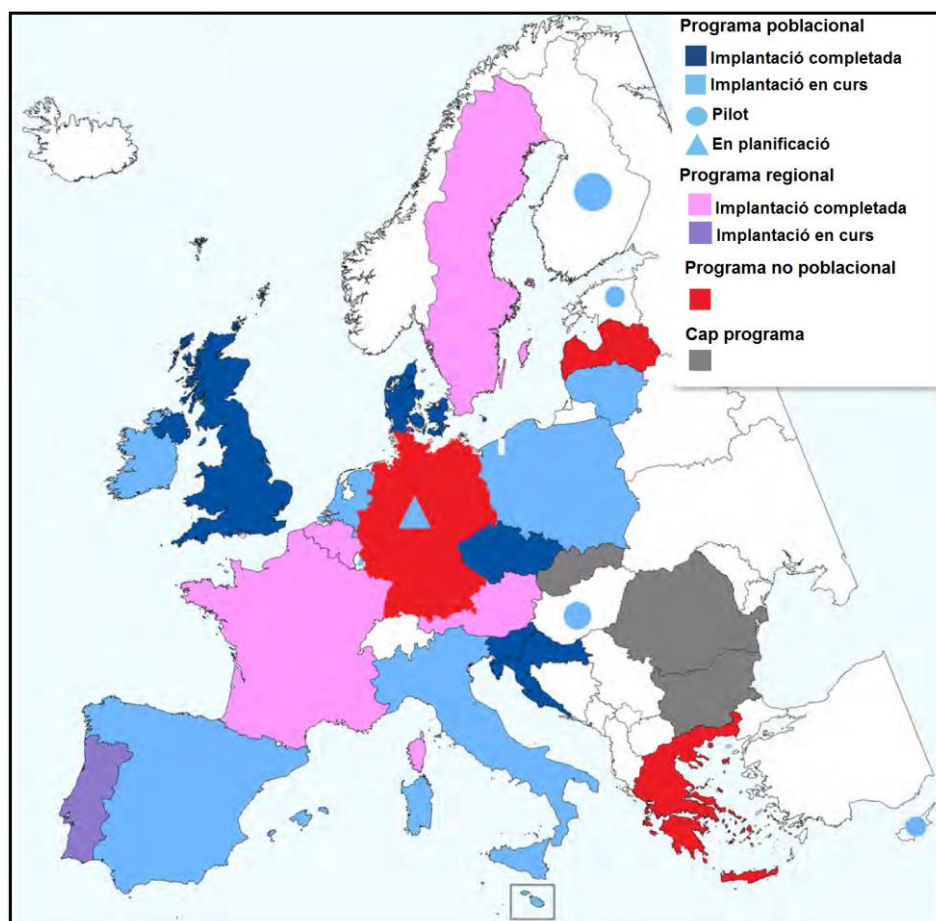 Programa poblacional
Implantació completada
Implantació en curs
Pilot
En planificació
Programa regional
Implantació completada
Implantació en curs
Programa no poblacional
Cap programa